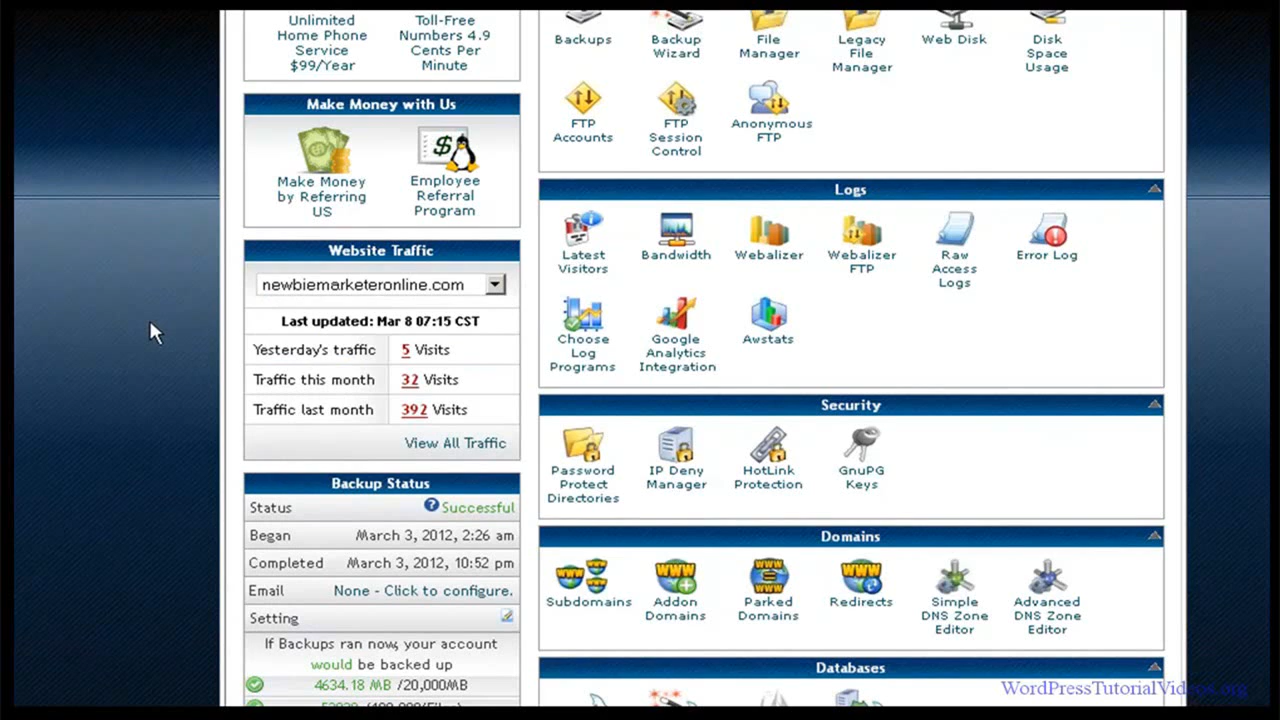 Unlimited
Home Phone
Service
$99/Year
Toll-Free
Numbers 4.9
Cents Per
Minute
Make Money with Us
Make Money
by Referring
US
Employee
Referral
Program
Website Traffic
newbiemarketeronline.com
Last updated: Mar 8 07:15 CST
Yesterday's traffic 5 Visits
Traffic this month 32 Visits
Traffic last month 392 Visits
View All Traffic
Backup Status
Status Successful
Began March 3, 2012, 2:26 am
Completed March 3, 2012, 10:52 pm
Email None - Click to configure.
Setting
If Backups ran now, your account
would be backed up
4634.18 MB /20,000MB
Backups
Backup
Wizard
File
Manager
Legacy
File
Manager
Web Disk
Disk
Space
Usage
FTP
Accounts
FTP
Session
Control
Anonymous
FTP
Logs
Latest
Visitors
Bandwidth
Webalizer
Webalizer
FTP
Raw
Access
Logs
Error Log
Choose
Log
Programs
Google
Analytics
Integration
Awstats
Security
Password
Protect
Directories
IP Deny
Manager
HotLink
Protection
GnuPG
Keys
Domains
Subdomains
Addon
Domains
Parked
Domains
Redirects
Simple
DNS Zone
Editor
Advanced
DNS Zone
Editor
Databases
WordPressTutorialVideos.org